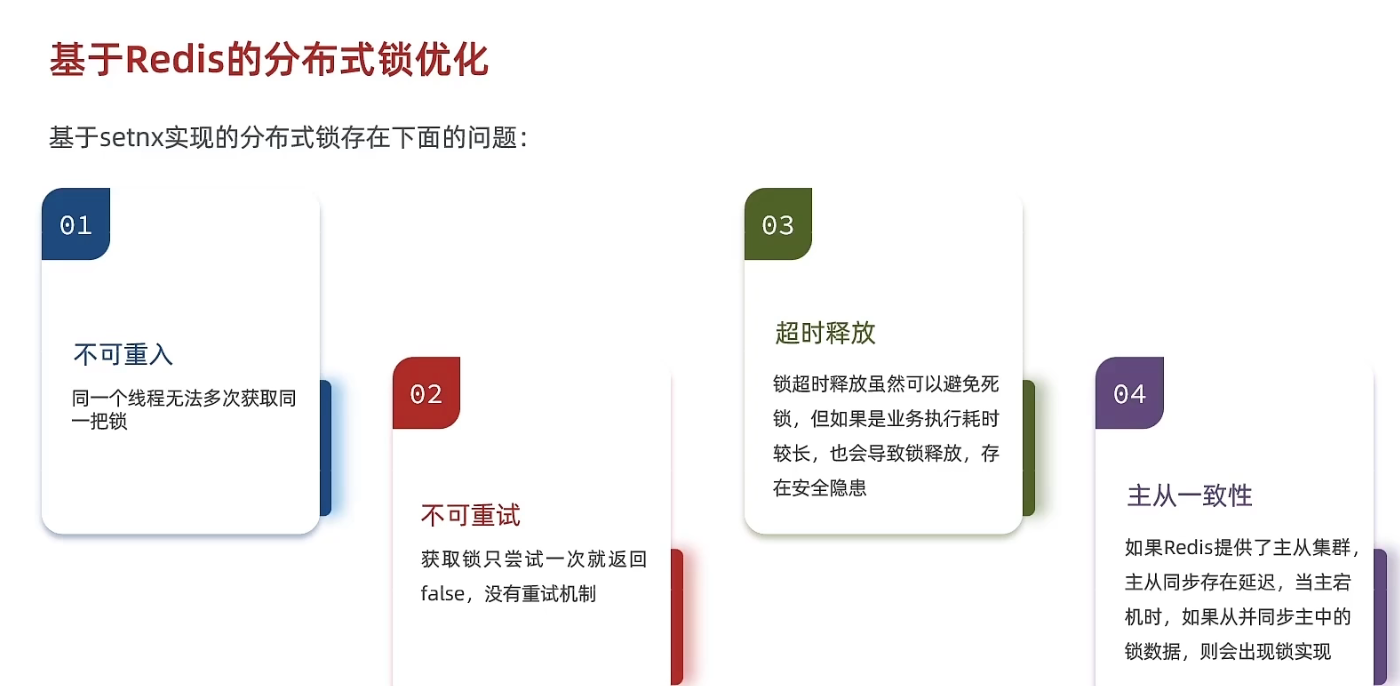 基于Redis的分布式锁优化
基于setnx实现的分布式锁存在下面的问题：
01
不可重入
同一个线程无法多次获取同
一把锁
02
不可重试
获取锁只尝试一次就返回
false，没有重试机制
03
超时释放
锁超时释放虽然可以避免死
锁，但如果是业务执行耗时
较长，也会导致锁释放，存
在安全隐患
04
主从一致性
如果Redis提供了主从集群，
主从同步存在延迟，当主宕
机时，如果从并同步主中的
锁数据，则会出现锁实现